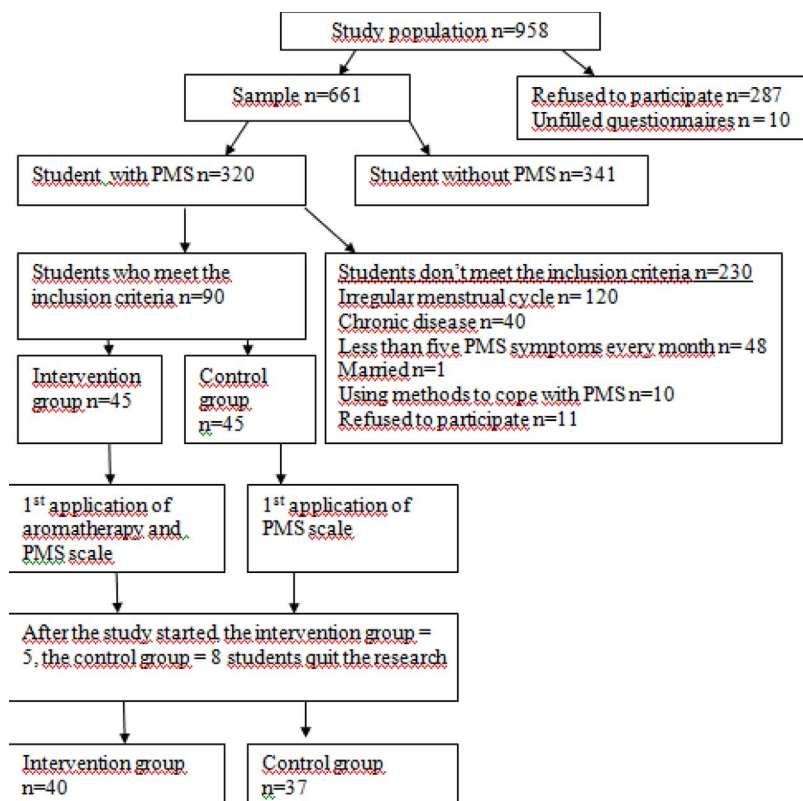 Study population n=958
Sample n=661
Refused to participate n=287
Unfilled questionnaires n= 10
Student, with PMS n=320
Student without PMS n=341
Students who meet the
inclusion criteria n=90
Students don't meet the inclusion criteria n=230
Irregular menstrual cycle n= 120
Chronic disease n=40
Less than five PMS symptoms every month n= 48
Married n=1
Using methods to cope with PMS n=10
Refused to participate n=11
Intervention
group n=45
Control
group
n=45
1st application of
aromatherapy and
PMS scale
1st application of
PMS scale
After the study started, the intervention group =
5, the control group = 8 students quit the research
Intervention group
n=40
Control group
n=37